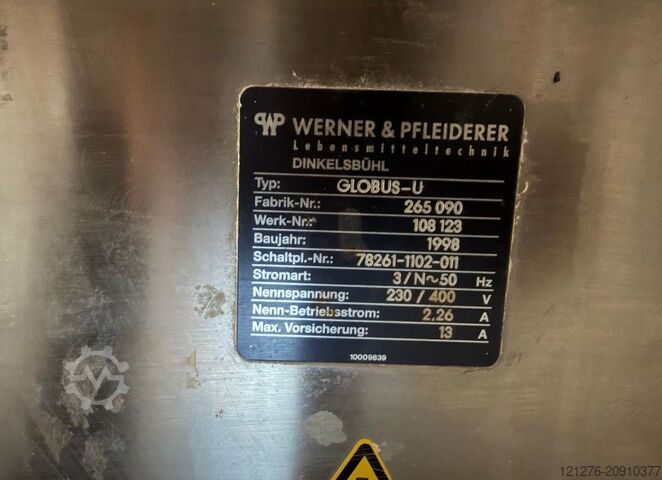 WP WERNER & PFLEIDERER
Lebensmitteltechnik
DINKELSBÜHL
Typ: GLOBUS-U
Fabrik-Nr.: 265 090
Werk-Nr.: 108 123
Baujahr: 1998
Schaltpl.-Nr.: 78261-1102-011
Stromart: 3/N~50 Hz
Nennspannung: 230 / 400 V
Nenn-Betriebsstrom: 2,26 A
Max. Vorsicherung: 13 A
10009839
121276-20910377